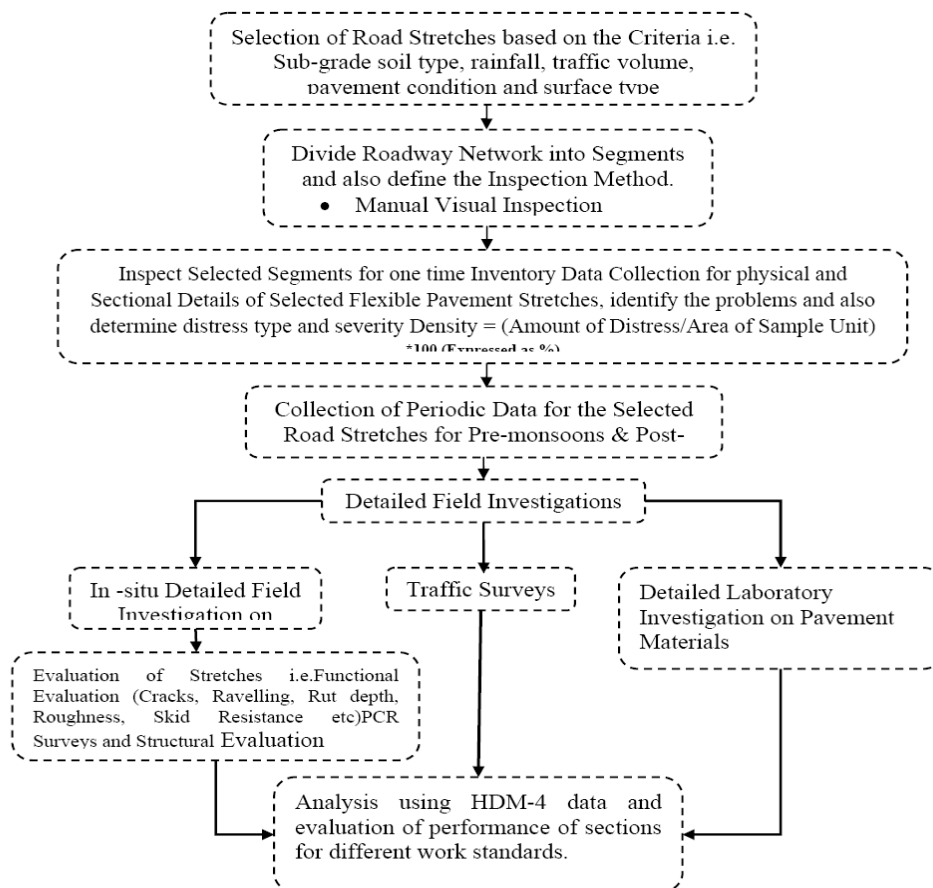 Selection of Road Stretches based on the Criteria i.e.
Sub-grade soil type, rainfall, traffic volume,
pavement condition and surface type
Divide Roadway Network into Segments
and also define the Inspection Method.
• Manual Visual Inspection
Inspect Selected Segments for one time Inventory Data Collection for physical and
Sectional Details of Selected Flexible Pavement Stretches, identify the problems and also
determine distress type and severity Density = (Amount of Distress/Area of Sample Unit)
*100 (Expressed as %)
Collection of Periodic Data for the Selected
Road Stretches for Pre-monsoons & Post-
Detailed Field Investigations
In -situ Detailed Field
Investigation on
Traffic Surveys
Detailed Laboratory
Investigation on Pavement
Materials
Evaluation of Stretches i.e.Functional
Evaluation (Cracks, Ravelling, Rut depth,
Roughness, Skid Resistance etc)PCR
Surveys and Structural Evaluation
Analysis using HDM-4 data and
evaluation of performance of sections
for different work standards.